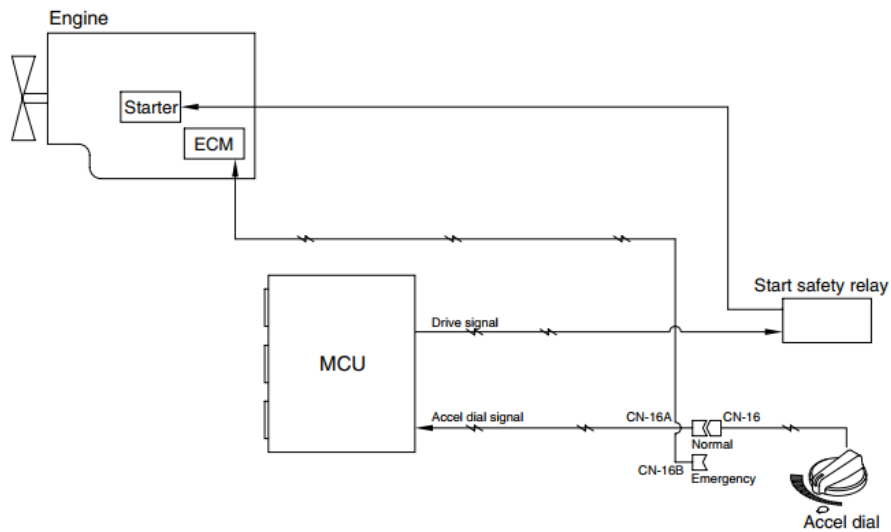 Engine
Starter
ECM
Start safety relay
Drive signal
MCU
Accel dial signal
CN-16A
CN-16
Normal
CN-16B
Emergency
Accel dial